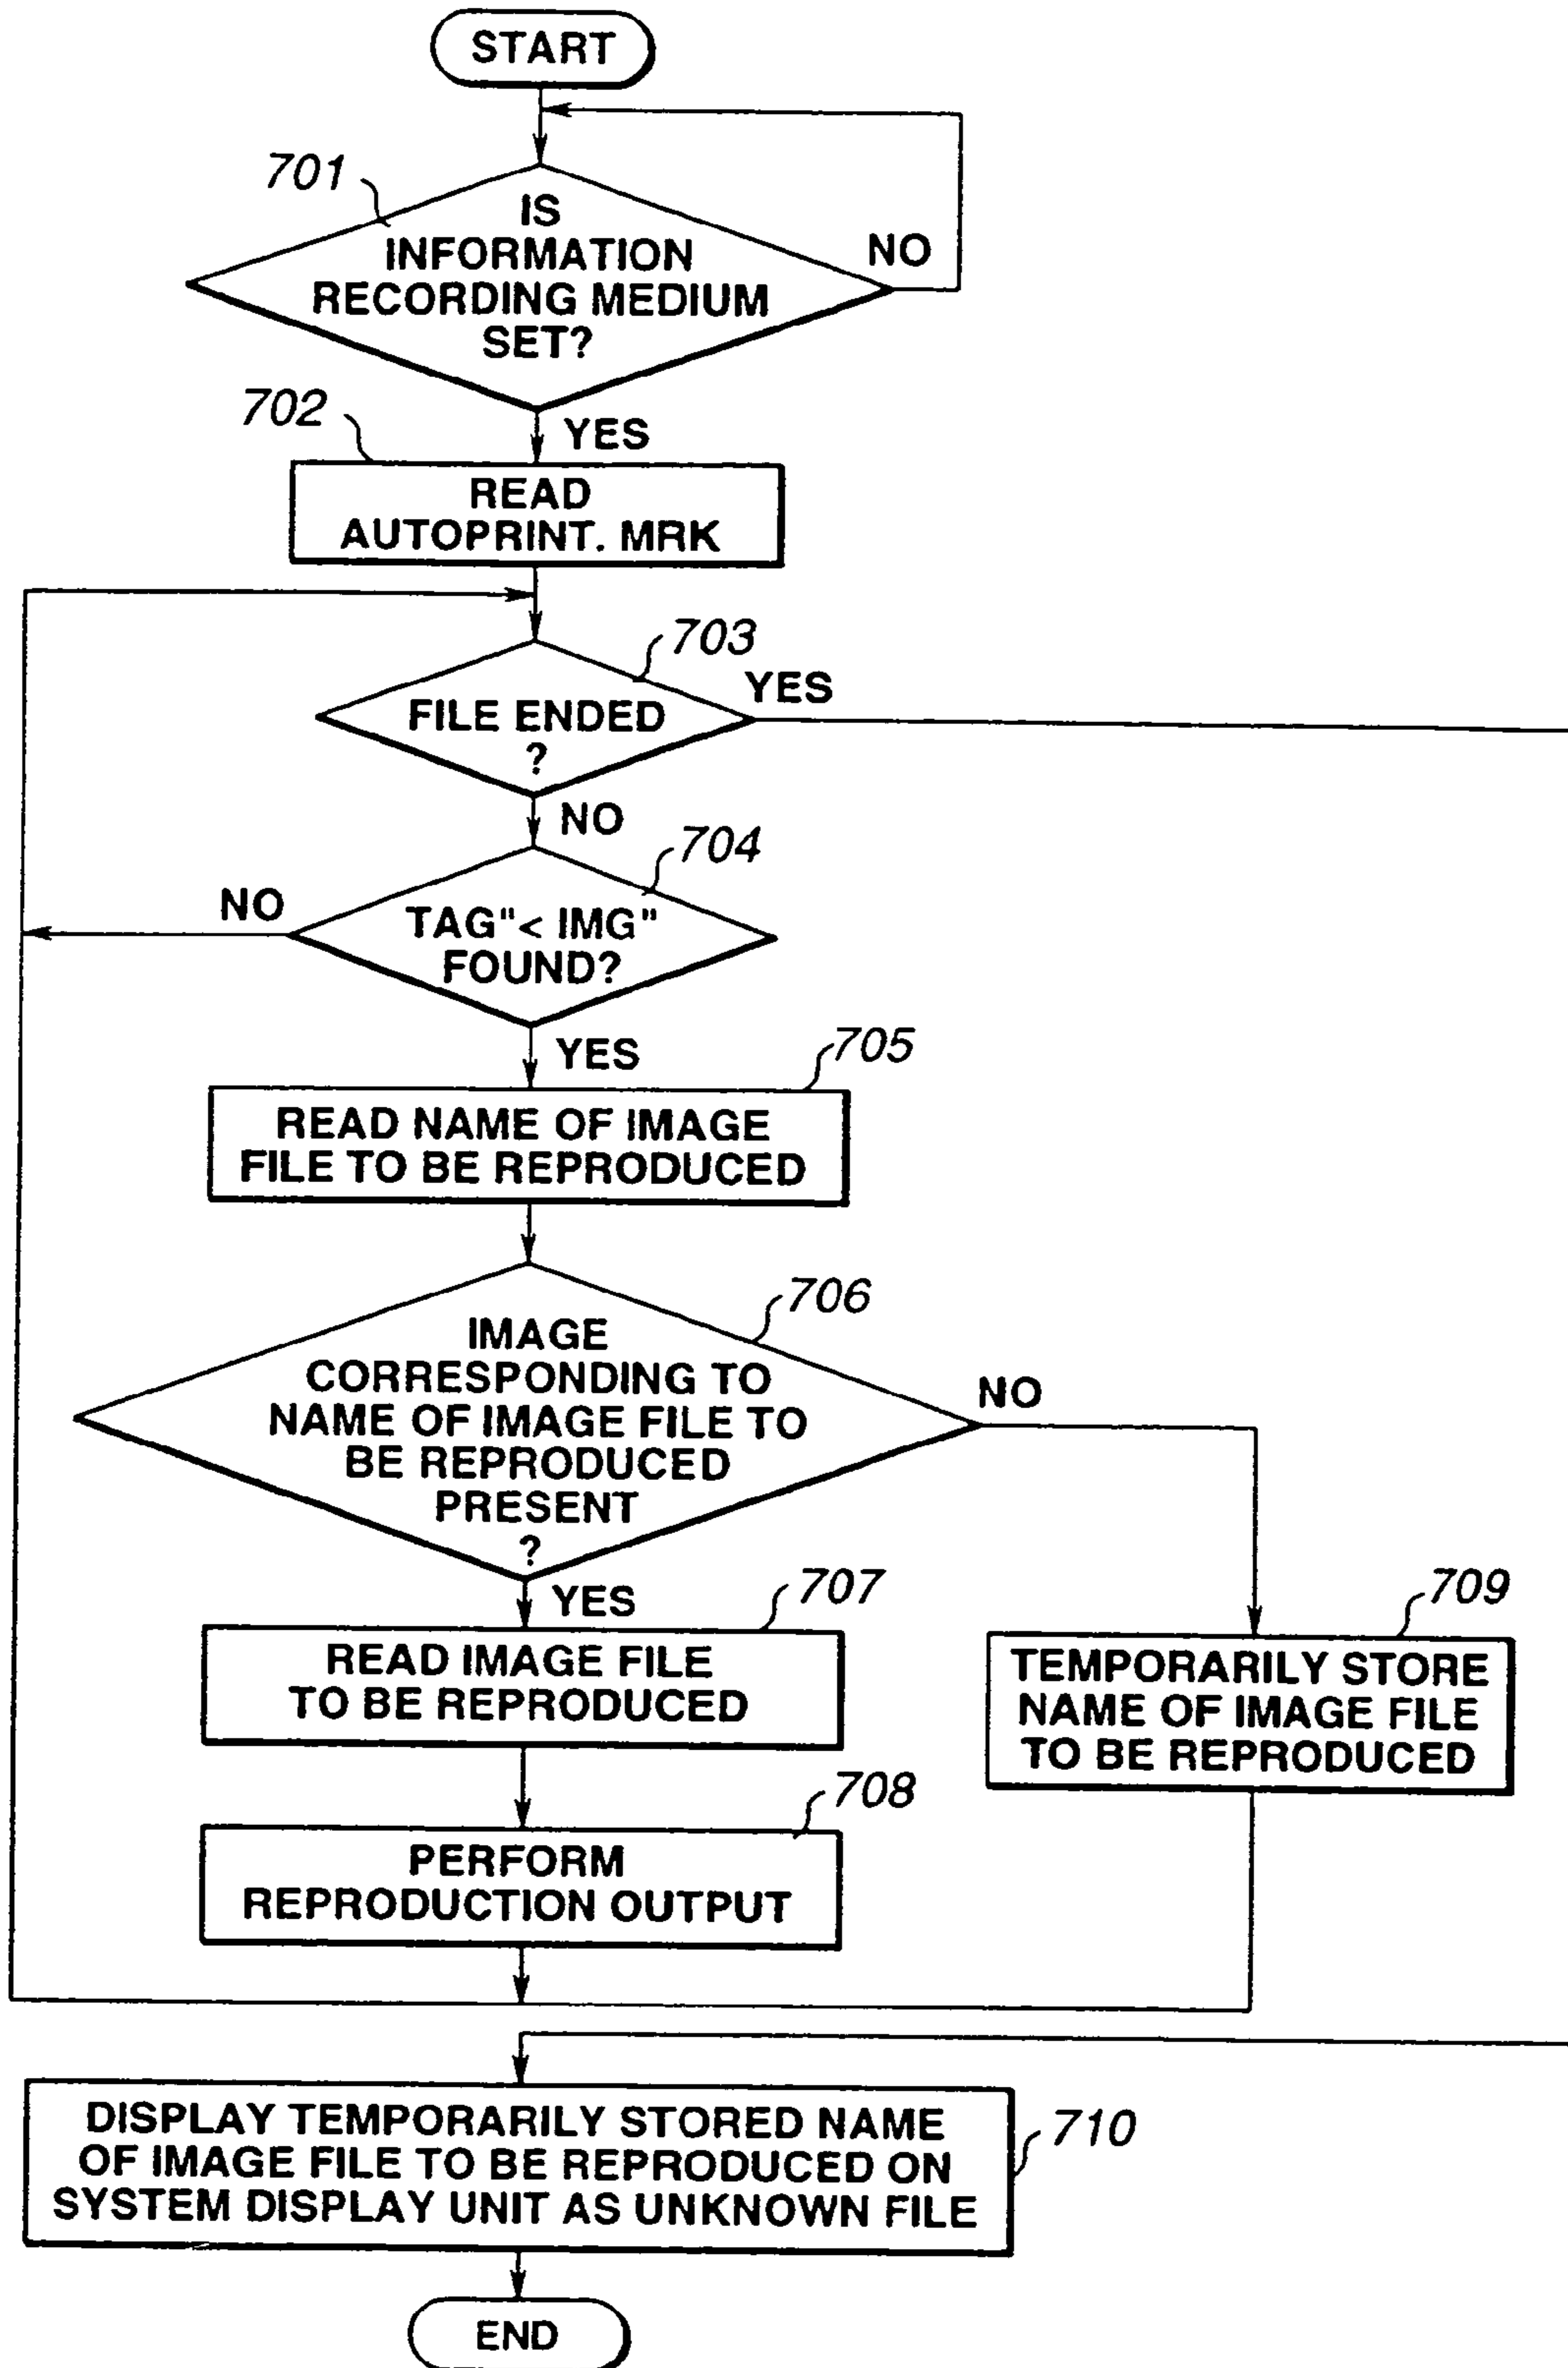 START
701
IS
INFORMATION
RECORDING MEDIUM
SET?
NO
702
YES
READ
AUTOPRINT. MRK
703
YES
FILE ENDED
?
NO
704
NO
TAG"< IMG"
FOUND?
YES
705
READ NAME OF IMAGE
FILE TO BE REPRODUCED
706
IMAGE
CORRESPONDING TO
NAME OF IMAGE FILE TO
BE REPRODUCED
PRESENT
?
NO
YES
707
READ IMAGE FILE
TO BE REPRODUCED
709
TEMPORARILY STORE
NAME OF IMAGE FILE
TO BE REPRODUCED
708
PERFORM
REPRODUCTION OUTPUT
DISPLAY TEMPORARILY STORED NAME
OF IMAGE FILE TO BE REPRODUCED ON
SYSTEM DISPLAY UNIT AS UNKNOWN FILE
710
END